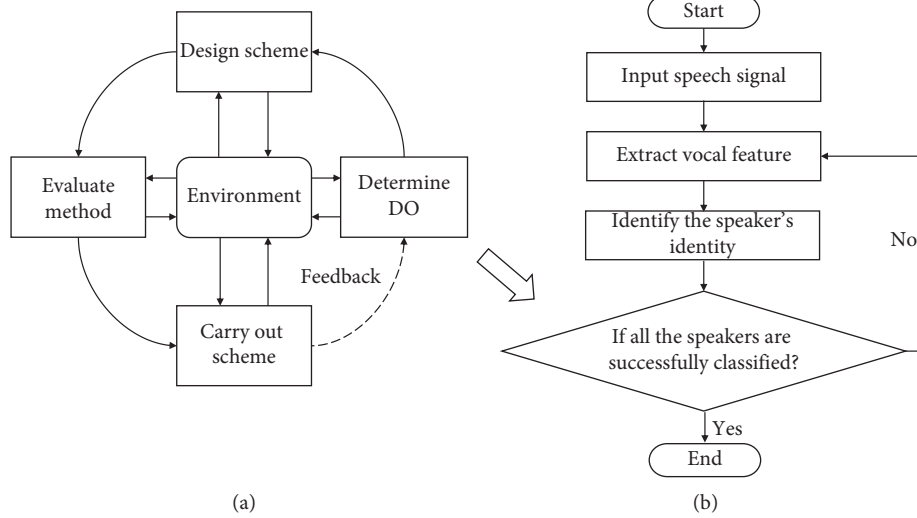 Design scheme
Evaluate
method
Environment
Determine
DO
Feedback
Carry out
scheme
(a)
Start
Input speech signal
Extract vocal feature
Identify the speaker's
identity
No
If all the speakers are
successfully classified?
Yes
End
(b)